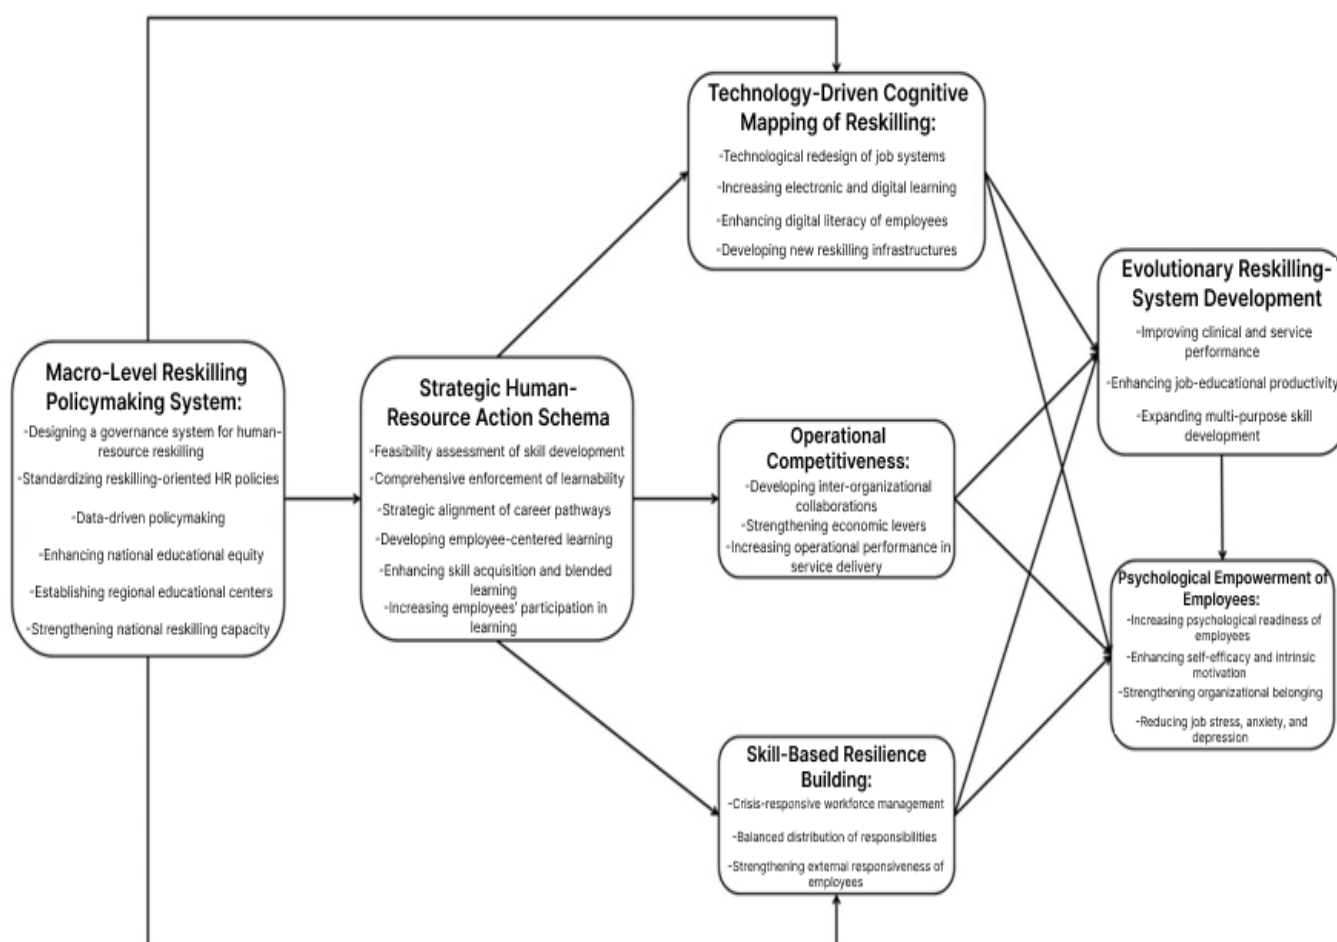 Macro-Level Reskilling
Policymaking System:
-Designing a governance system for human-
resource reskilling
-Standardizing reskilling-oriented HR policies
-Data-driven policymaking
-Enhancing national educational equity
-Establishing regional educational centers
-Strengthening national reskilling capacity
Strategic Human-
Resource Action Schema
-Feasibility assessment of skill development
-Comprehensive enforcement of learnability
-Strategic alignment of career pathways
-Developing employee-centered learning
-Enhancing skill acquisition and blended
learning
-Increasing employees' participation in
learning
Technology-Driven Cognitive
Mapping of Reskilling:
-Technological redesign of job systems
-Increasing electronic and digital learning
-Enhancing digital literacy of employees
-Developing new reskilling infrastructures
Operational
Competitiveness:
-Developing inter-organizational
collaborations
-Strengthening economic levers
-Increasing operational performance in
service delivery
Skill-Based Resilience
Building:
-Crisis-responsive workforce management
-Balanced distribution of responsibilities
-Strengthening external responsiveness of
employees
Evolutionary Reskilling-
System Development
-Improving clinical and service
performance
-Enhancing job-educational productivity
-Expanding multi-purpose skill
development
Psychological Empowerment of
Employees:
-Increasing psychological readiness of
employees
-Enhancing self-efficacy and intrinsic
motivation
-Strengthening organizational belonging
-Reducing job stress, anxiety, and
depression